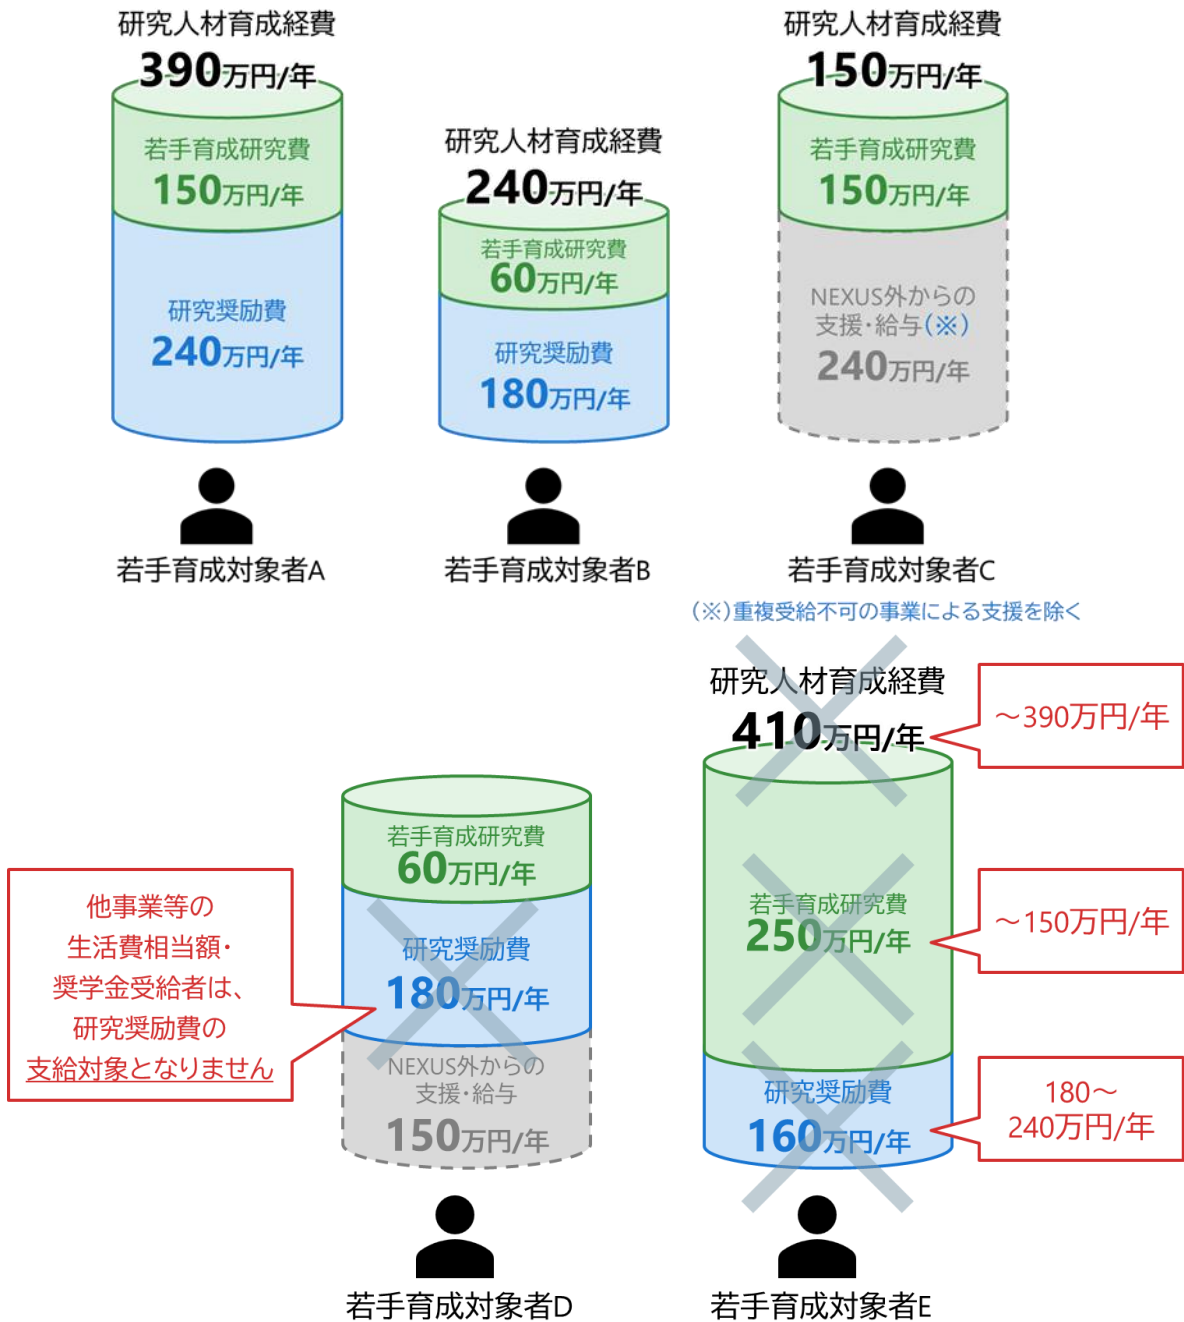 研究人材育成経費
390万円/年
若手育成研究費
150万円/年
研究奨励費
240万円/年
若手育成対象者A
研究人材育成経費
240万円/年
若手育成研究費
60万円/年
研究奨励費
180万円/年
若手育成対象者B
研究人材育成経費
150万円/年
若手育成研究費
150万円/年
NEXUS外からの
支援・給与(※)
240万円/年
若手育成対象者C
(※)重複受給不可の事業による支援を除く
若手育成研究費
60万円/年
研究奨励費
180万円/年
NEXUS外からの
支援・給与
150万円/年
若手育成対象者D
他事業等の
生活費相当額・
奨学金受給者は、
研究奨励費の
支給対象となりません
研究人材育成経費
410万円/年
～390万円/年
若手育成研究費
250万円/年
～150万円/年
研究奨励費
160万円/年
180～
240万円/年
若手育成対象者E